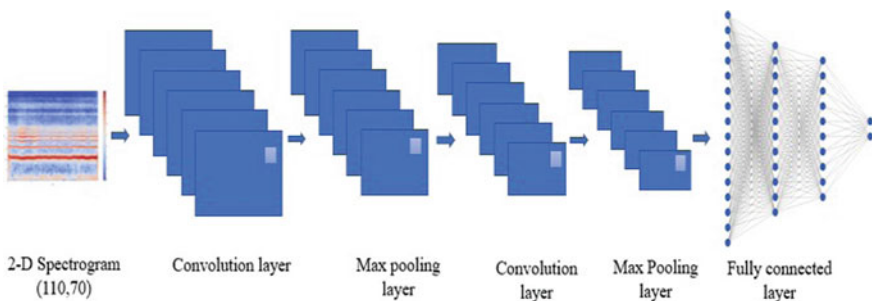 2-D Spectrogram
(110,70)
Convolution layer
Max pooling
layer
Convolution
layer
Max Pooling
layer
Fully connected
layer